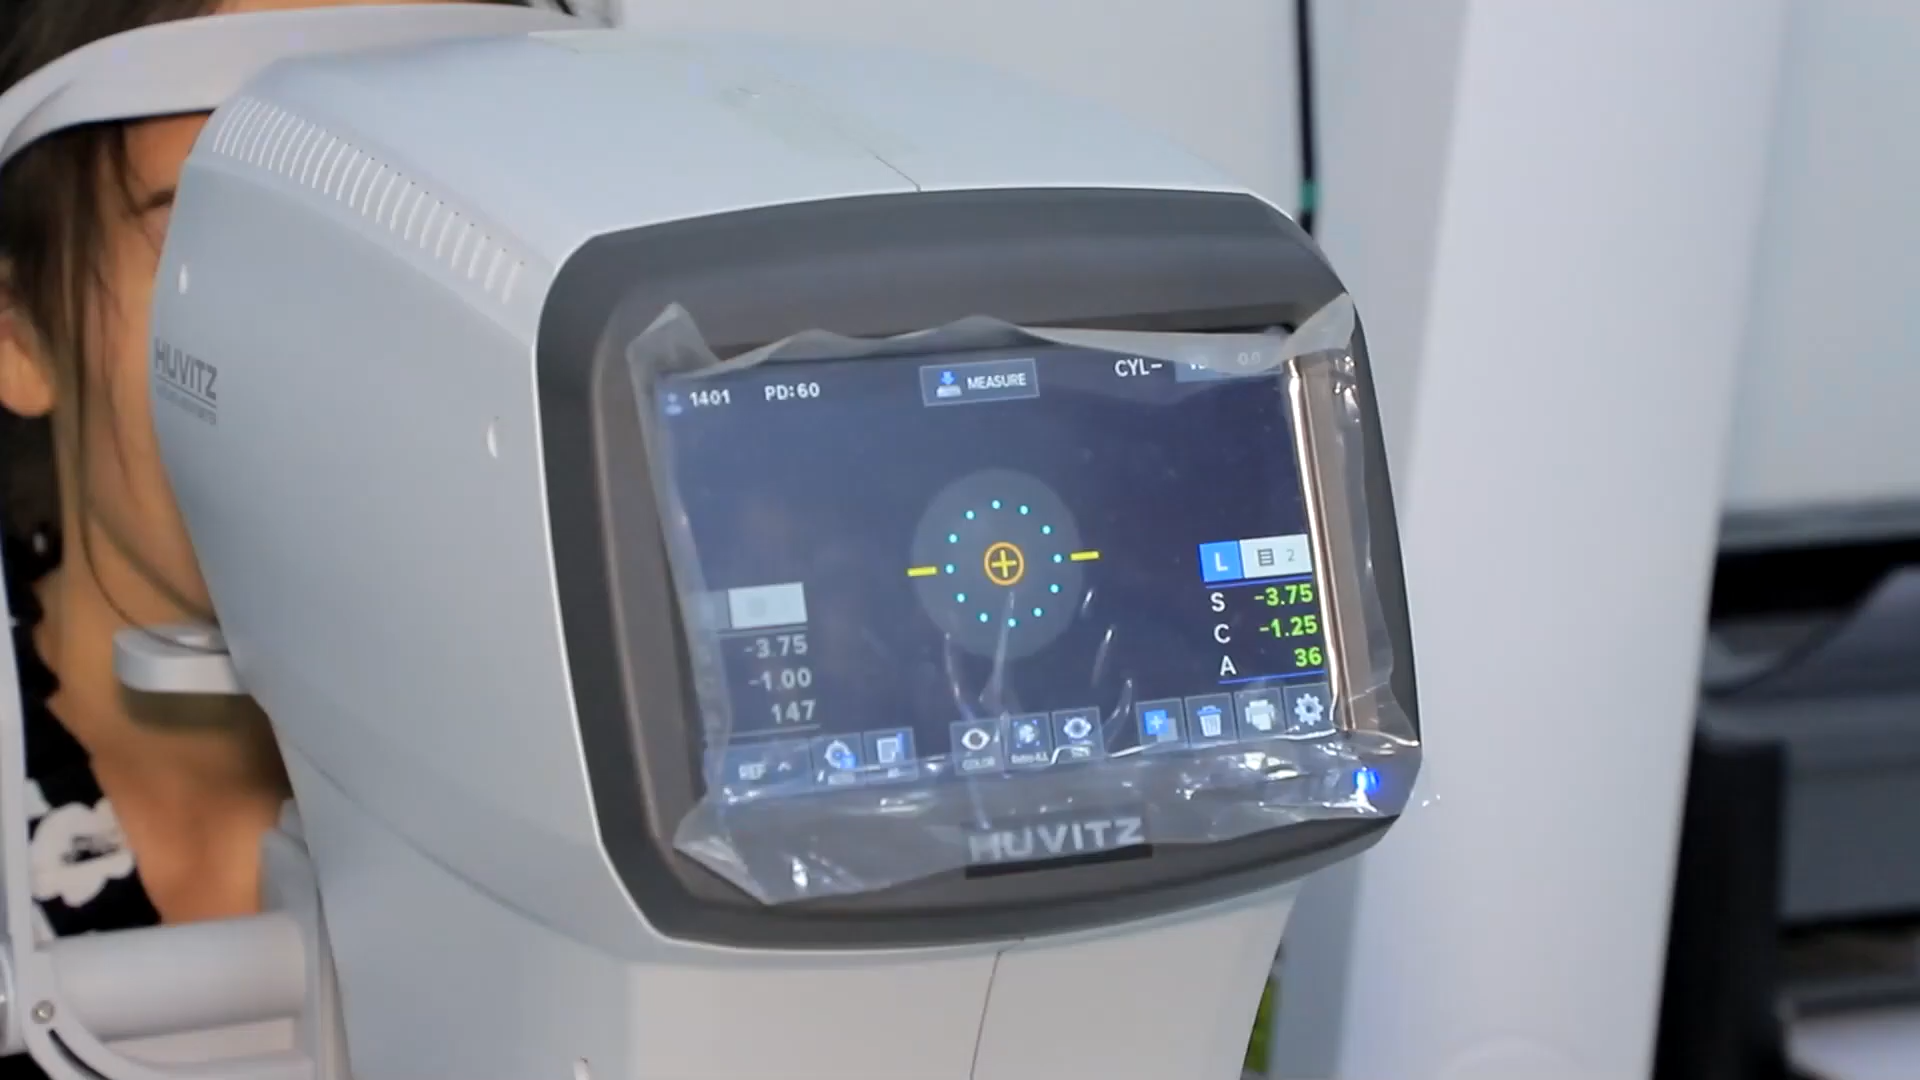 HUVITZ
1401
PD:60
MEASURE
CYL-
-3.75
-1.00
147
L
2
S -3.75
C -1.25
A 36
REF
COLOR
HUVITZ